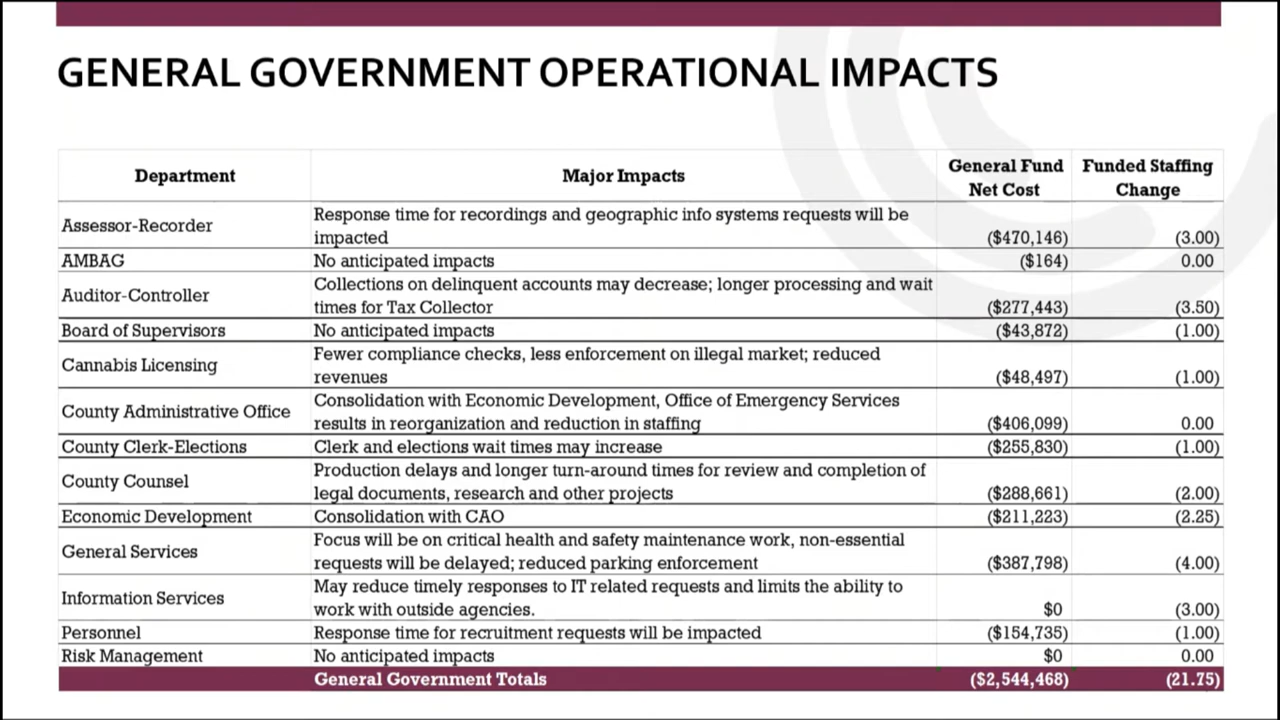 GENERAL GOVERNMENT OPERATIONAL IMPACTS
Department Major Impacts General Fund Net Cost Funded Staffing Change
Assessor-Recorder Response time for recordings and geographic info systems requests will be
impacted ($470,146) (3.00)
AMBAG No anticipated impacts ($164) 0.00
Auditor-Controller Collections on delinquent accounts may decrease; longer processing and wait
times for Tax Collector ($277,443) (3.50)
Board of Supervisors No anticipated impacts ($43,872) (1.00)
Cannabis Licensing Fewer compliance checks, less enforcement on illegal market; reduced
revenues ($48,497) (1.00)
County Administrative Office Consolidation with Economic Development, Office of Emergency Services
results in reorganization and reduction in staffing ($406,099) 0.00
County Clerk-Elections Clerk and elections wait times may increase ($255,830) (1.00)
County Counsel Production delays and longer turn-around times for review and completion of
legal documents, research and other projects ($288,661) (2.00)
Economic Development Consolidation with CAO ($211,223) (2.25)
General Services Focus will be on critical health and safety maintenance work, non-essential
requests will be delayed; reduced parking enforcement ($387,798) (4.00)
Information Services May reduce timely responses to IT related requests and limits the ability to
work with outside agencies. $0 (3.00)
Personnel Response time for recruitment requests will be impacted ($154,735) (1.00)
Risk Management No anticipated impacts $0 0.00
General Government Totals ($2,544,468) (21.75)